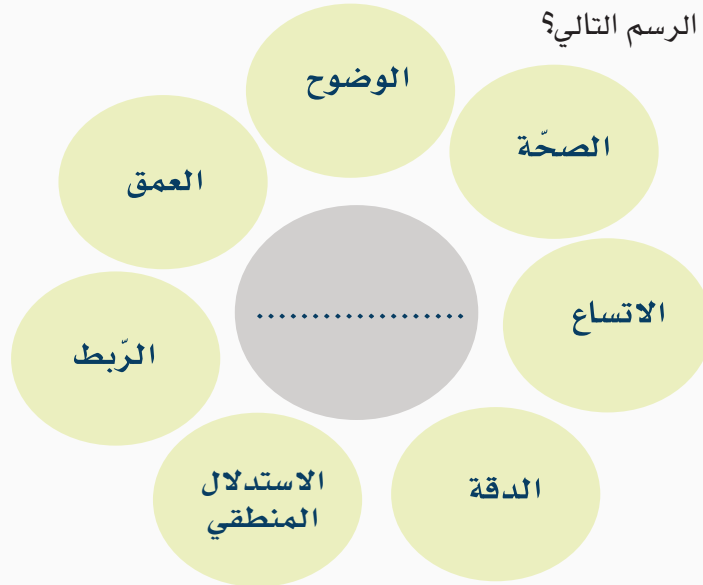 الرسم التالي؟
الوضوح
الصحّة
العمق
الاتساع
...................
الرّبط
الدقة
الاستدلال
المنطقي